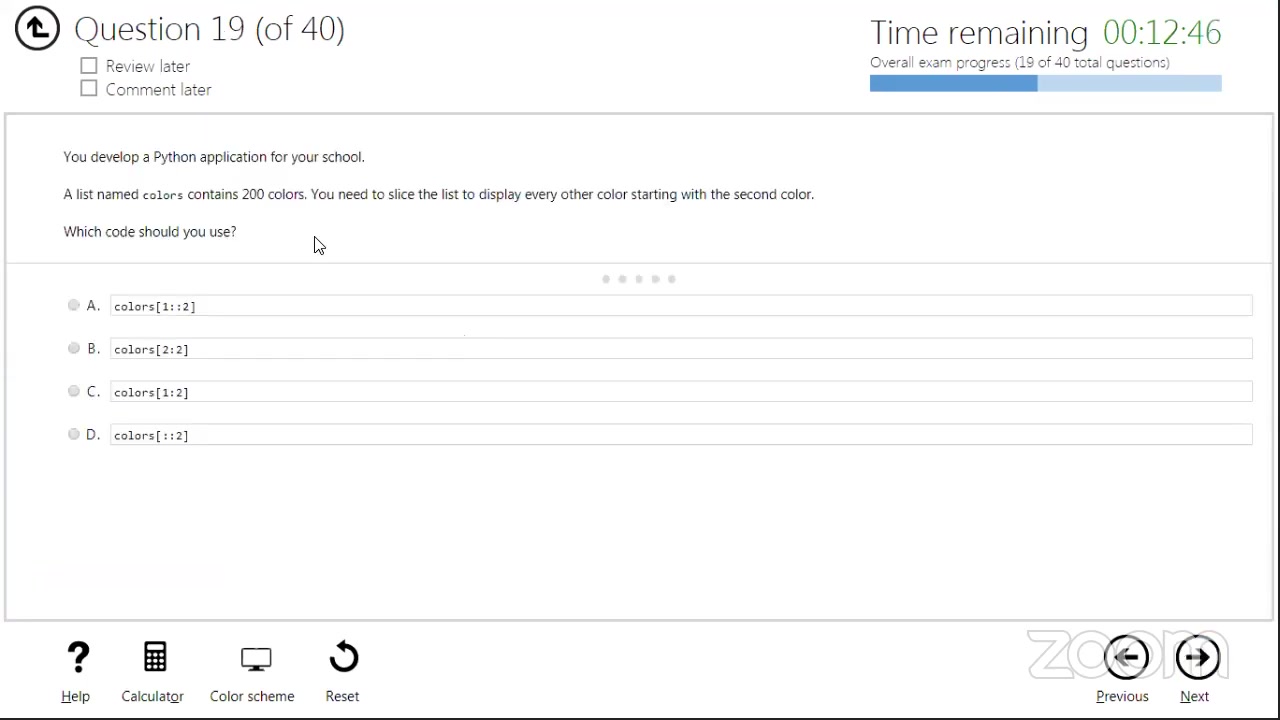 Question 19 (of 40)
Time remaining 00:12:46
Review later
Overall exam progress (19 of 40 total questions)
Comment later
You develop a Python application for your school.
A list named colors contains 200 colors. You need to slice the list to display every other color starting with the second color.
Which code should you use?
A. colors[1::2]
B. colors[2:2]
C. colors[1:2]
D. colors[::2]
zoom
Help Calculator Color scheme Reset Previous Next